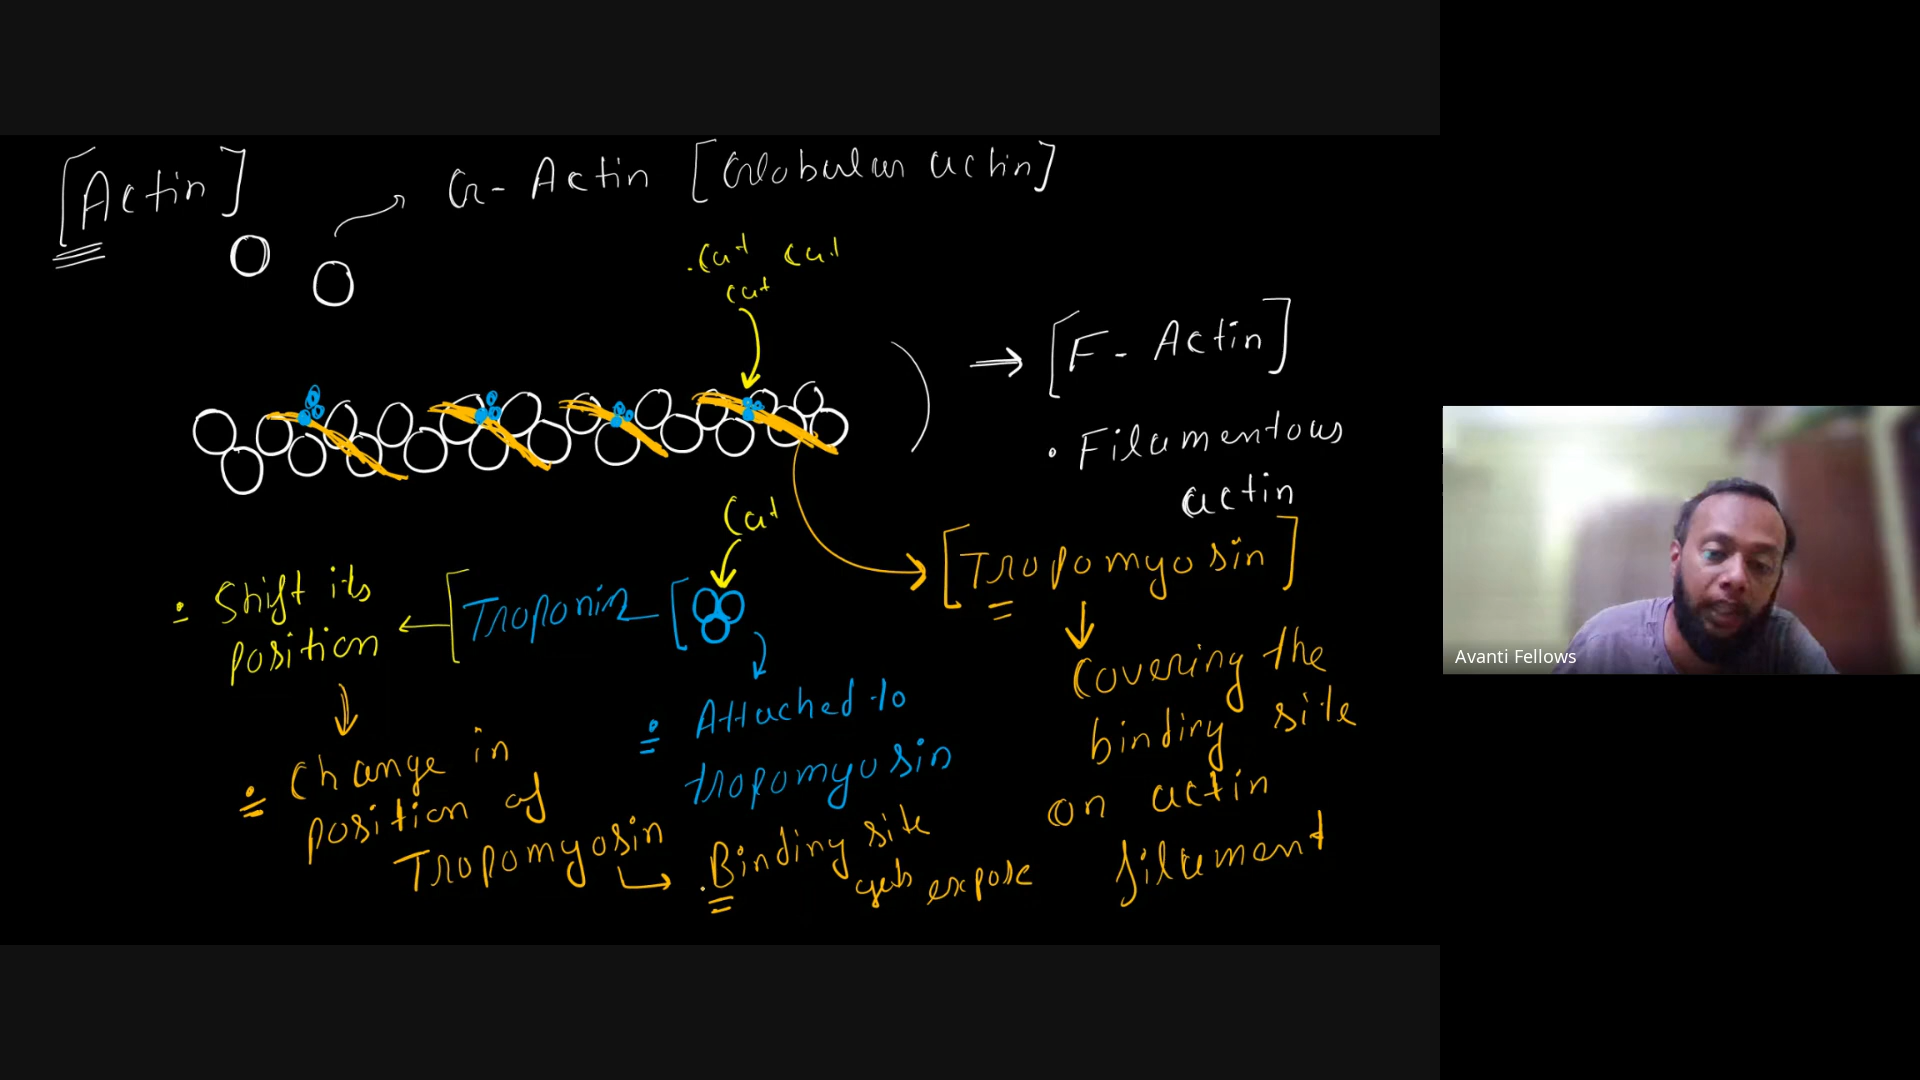 [Actin]
G-Actin [Globular actin]
Ca+ Ca+
Ca+
⇒ [F-Actin]
• Filamentous
actin
Ca+
[Tropomyosin]
Covering the
binding site
on actin
filament
[Troponin - [
Shift its
position
Attached to
tropomyosin
Change in
position of
Tropomyosin
Binding site
gets expose
Avanti Fellows